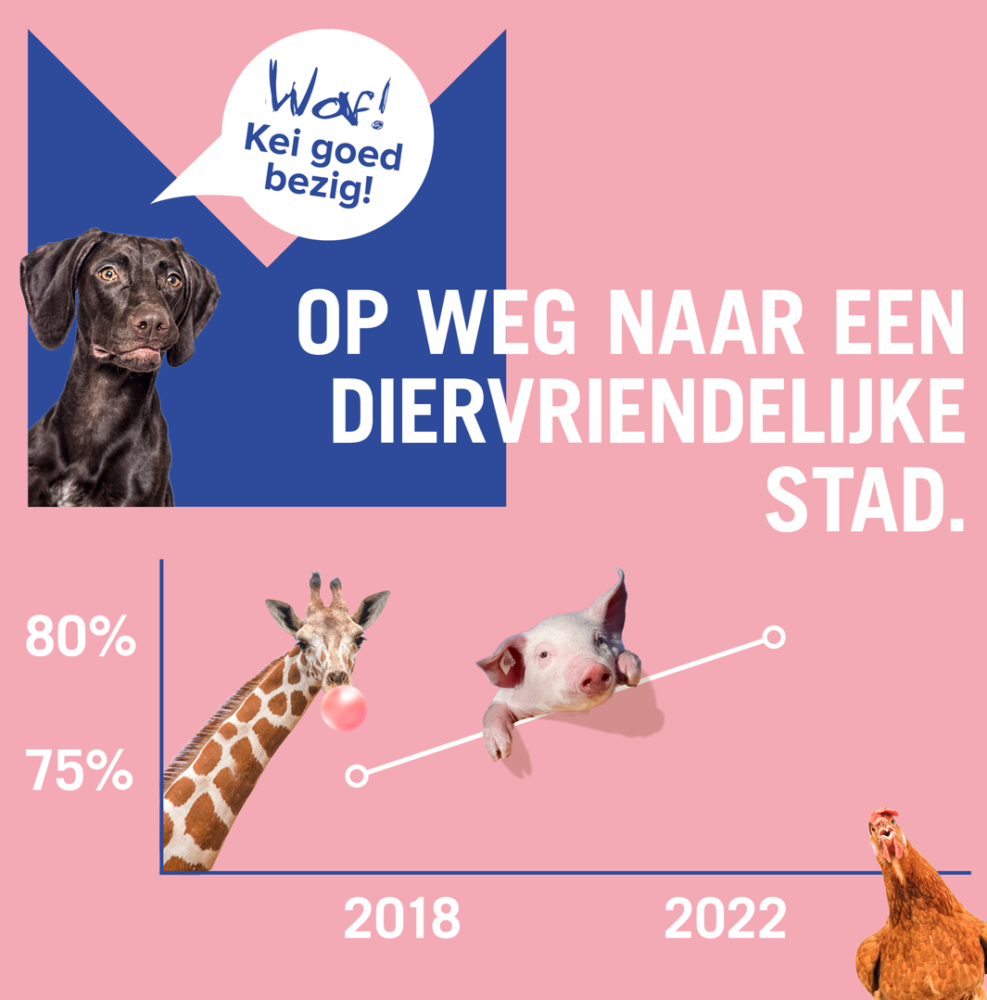 Waf!
Kei goed
bezig!
OP WEG NAAR EEN
DIERVRIENDELIJKE
STAD.
80%
75%
2018
2022